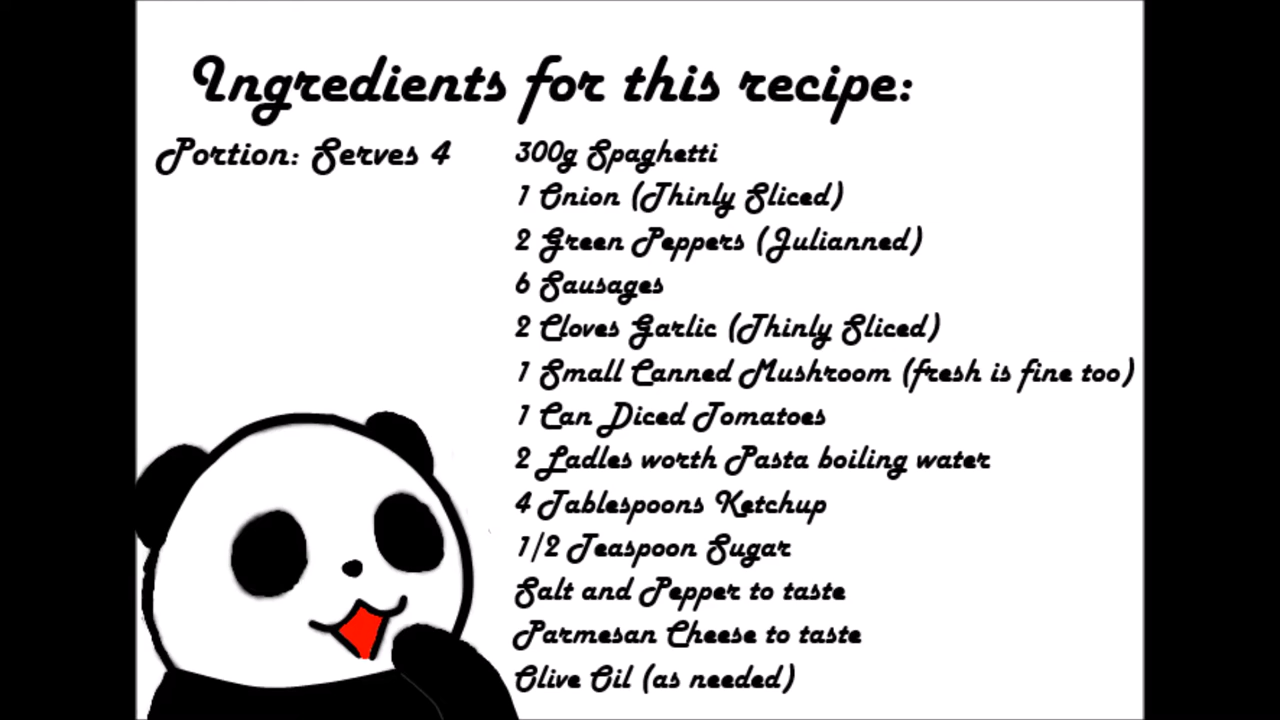 Ingredients for this recipe:
Portion: Serves 4
300g Spaghetti
1 Onion (Thinly Sliced)
2 Green Peppers (Julianned)
6 Sausages
2 Cloves Garlic (Thinly Sliced)
1 Small Canned Mushroom (fresh is fine too)
1 Can Diced Tomatoes
2 Ladles worth Pasta boiling water
4 Tablespoons Ketchup
1/2 Teaspoon Sugar
Salt and Pepper to taste
Parmesan Cheese to taste
Olive Oil (as needed)